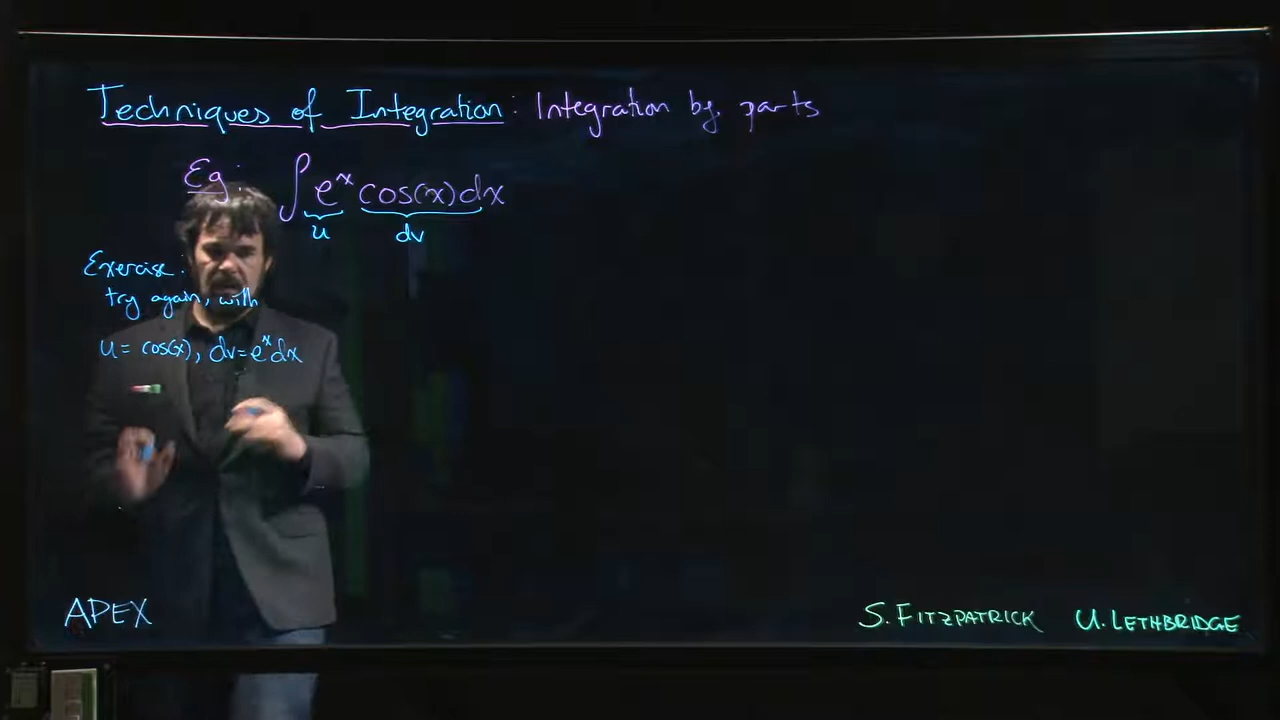 Techniques of Integration: Integration by parts
Eg: ∫ e^x cos(x)dx
u dv
Exercise:
try again, with
u = cos(x), dv = e^x dx
APEX
S. FITZPATRICK U. LETHBRIDGE